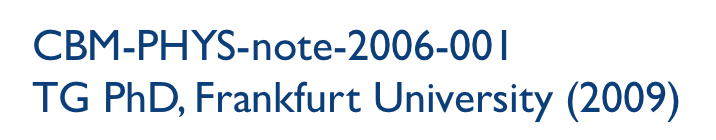 CBM-PHYS-note-2006-001
TG PhD, Frankfurt University (2009)